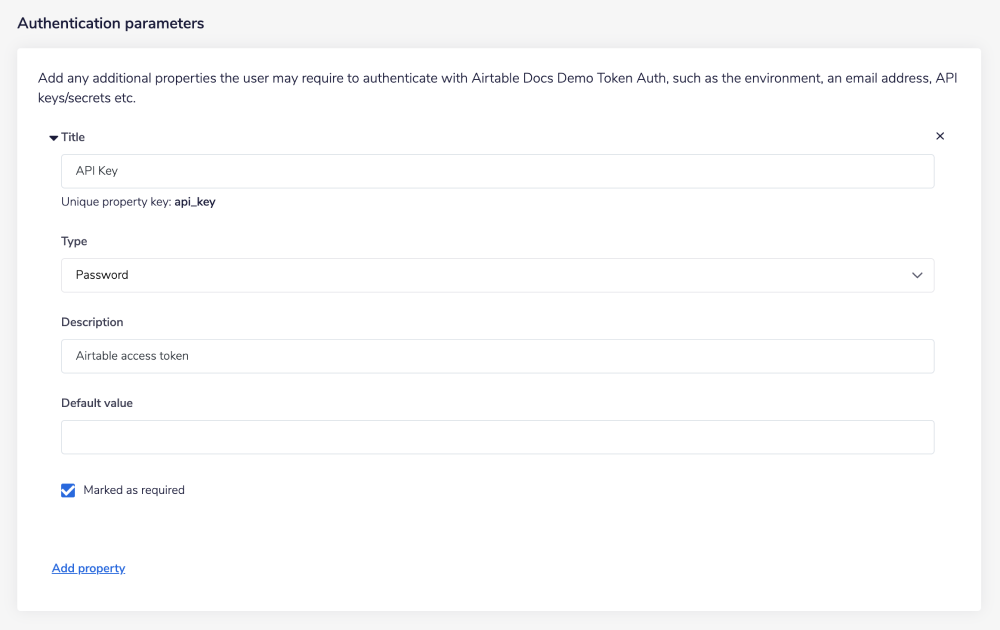 Authentication parameters
Add any additional properties the user may require to authenticate with Airtable Docs Demo Token Auth, such as the environment, an email address, API
keys/secrets etc.
Title
API Key
Unique property key: api_key
Type
Password
Description
Airtable access token
Default value
Marked as required
Add property